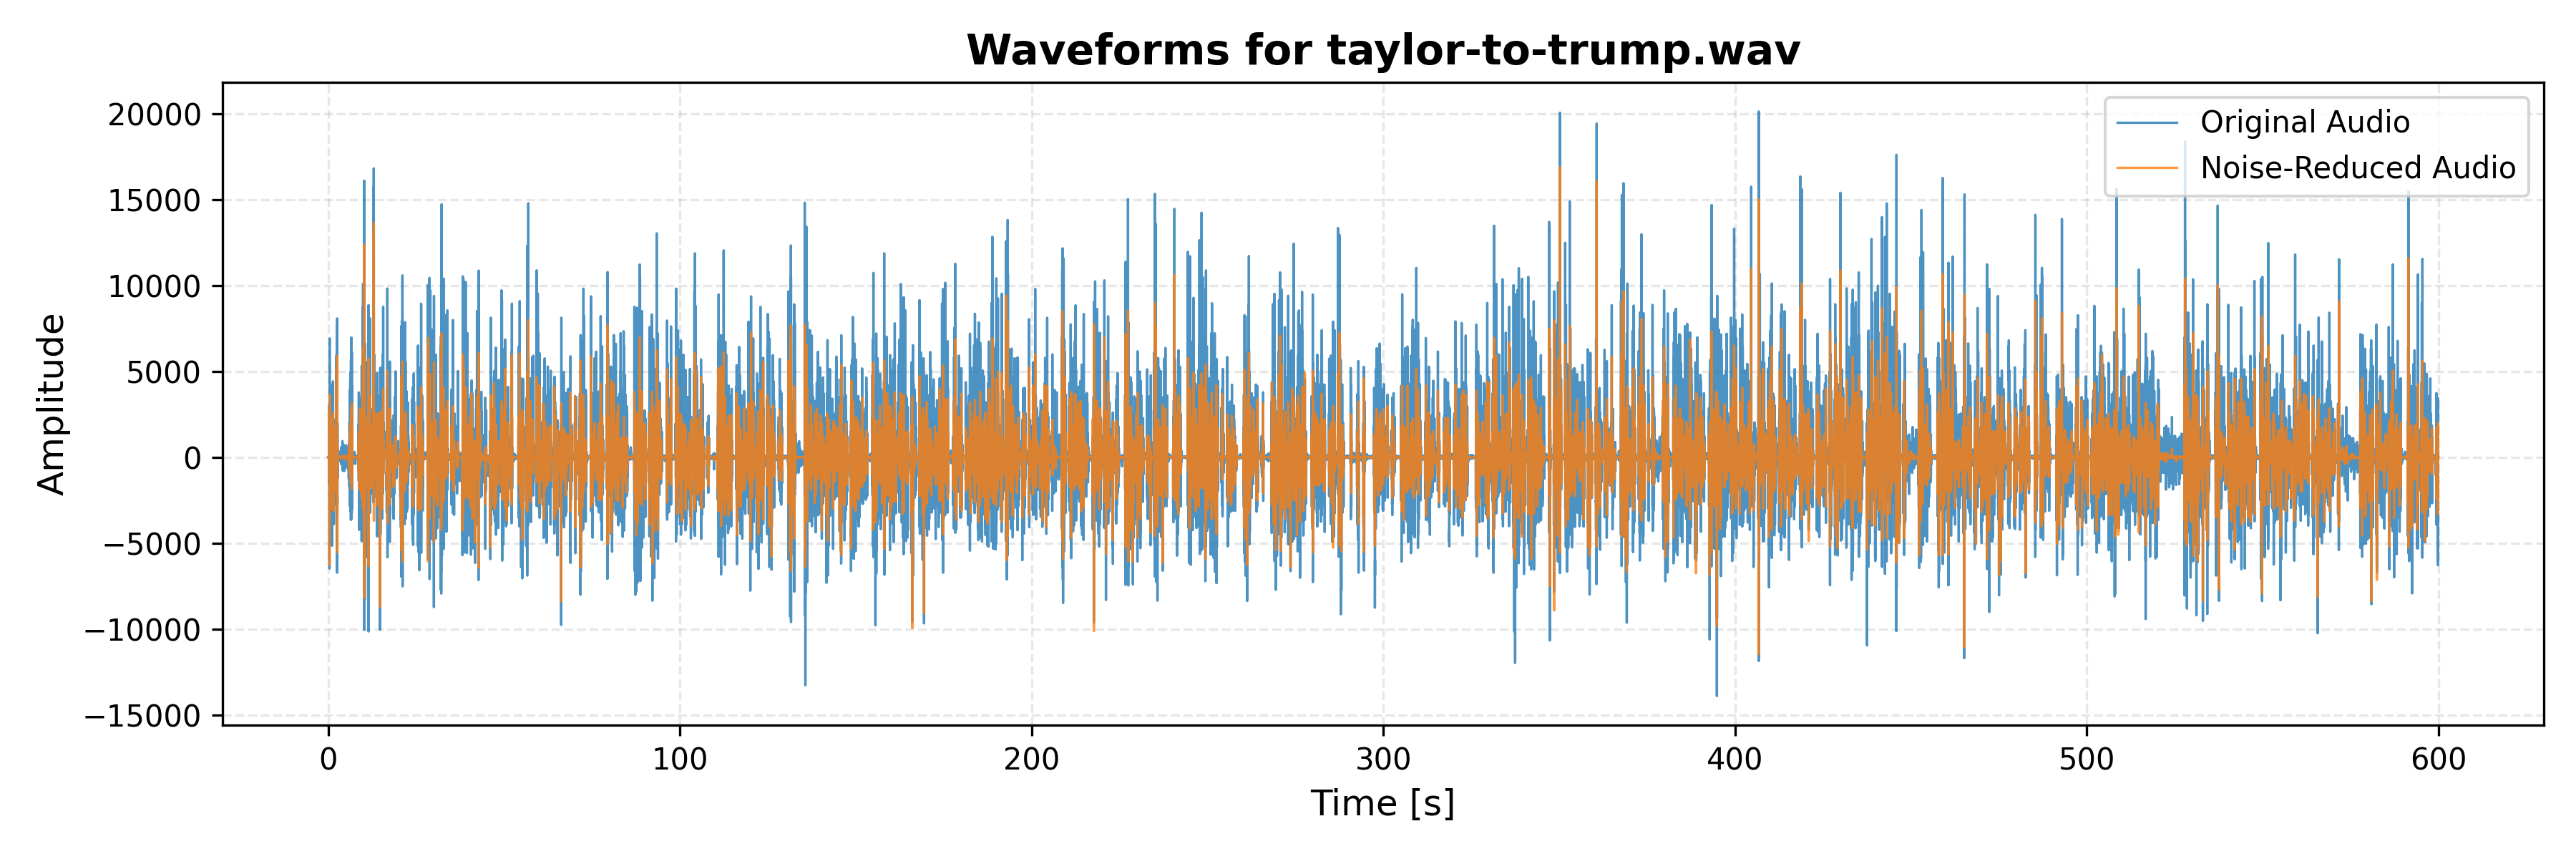 Waveforms for taylor-to-trump.wav
Original Audio
Noise-Reduced Audio
20000
15000
10000
5000
0
−5000
−10000
−15000
Amplitude
0 100 200 300 400 500 600
Time [s]